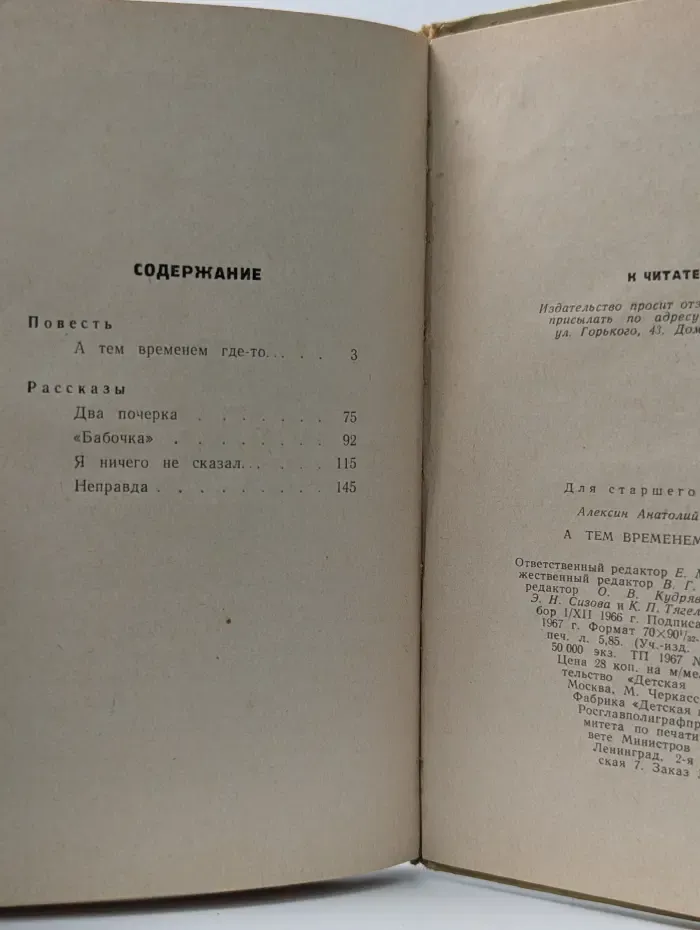 СОДЕРЖАНИЕ
Повесть
А тем временем где-то. . . . . 3
Рассказы
Два почерка . . . . . . . 75
«Бабочка» . . . . . . . . 92
Я ничего не сказал. . . . . 115
Неправда . . . . . . . . 145
К ЧИТАТЕ
Издательство просит отз
присылать по адресу
ул. Горького, 43. Дом
Для старшего
Алексин Анатолий
А ТЕМ ВРЕМЕНЕМ
Ответственный редактор Е. М
жественный редактор В. Г.
редактор О. В. Кудряв
Э. Н. Сизова и К. П. Тягел
бор 1/XII 1966 г. Подписа
1967 г. Формат 70×90¹/₃₂.
печ. л. 5,85. (Уч.-изд.
50 000 экз. ТП 1967 №
Цена 28 коп. на м/мел
тельство «Детская
Москва, М. Черкасс
Фабрика «Детская
Росглавполиграфпр
митета по печати
вете Министров
Ленинград, 2-я
ская 7. Заказ